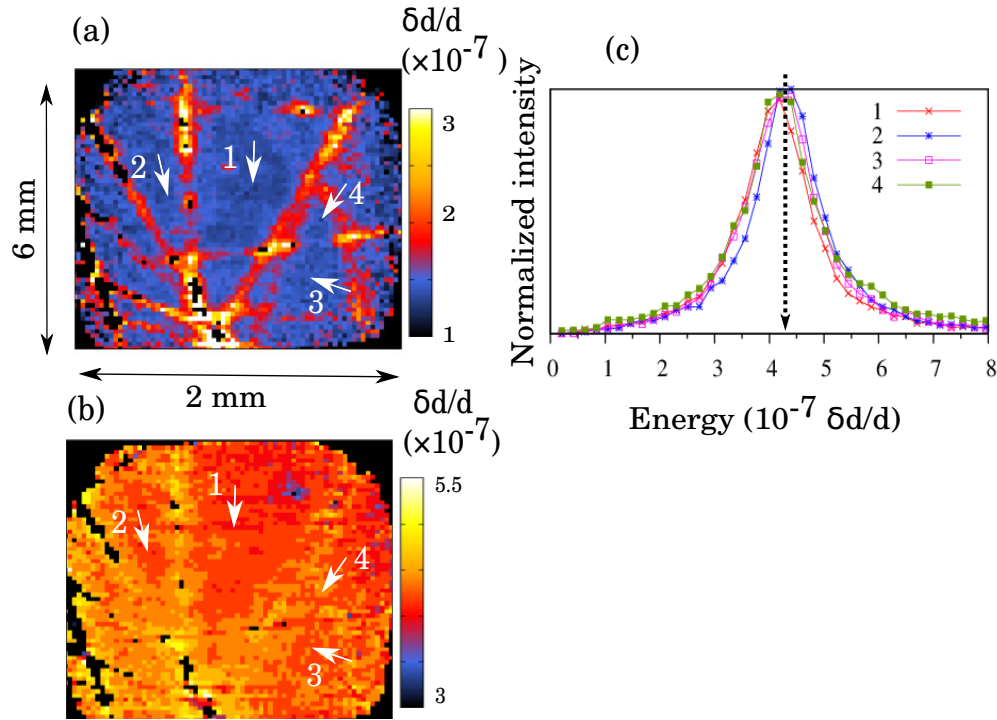 (a)
δd/d
(×10⁻⁷ )
3
2
1
1
2
3
4
6 mm
2 mm
(b)
δd/d
(×10⁻⁷)
5.5
3
1
2
3
4
(c)
Normalized intensity
1
2
3
4
0 1 2 3 4 5 6 7 8
Energy (10⁻⁷ δd/d)